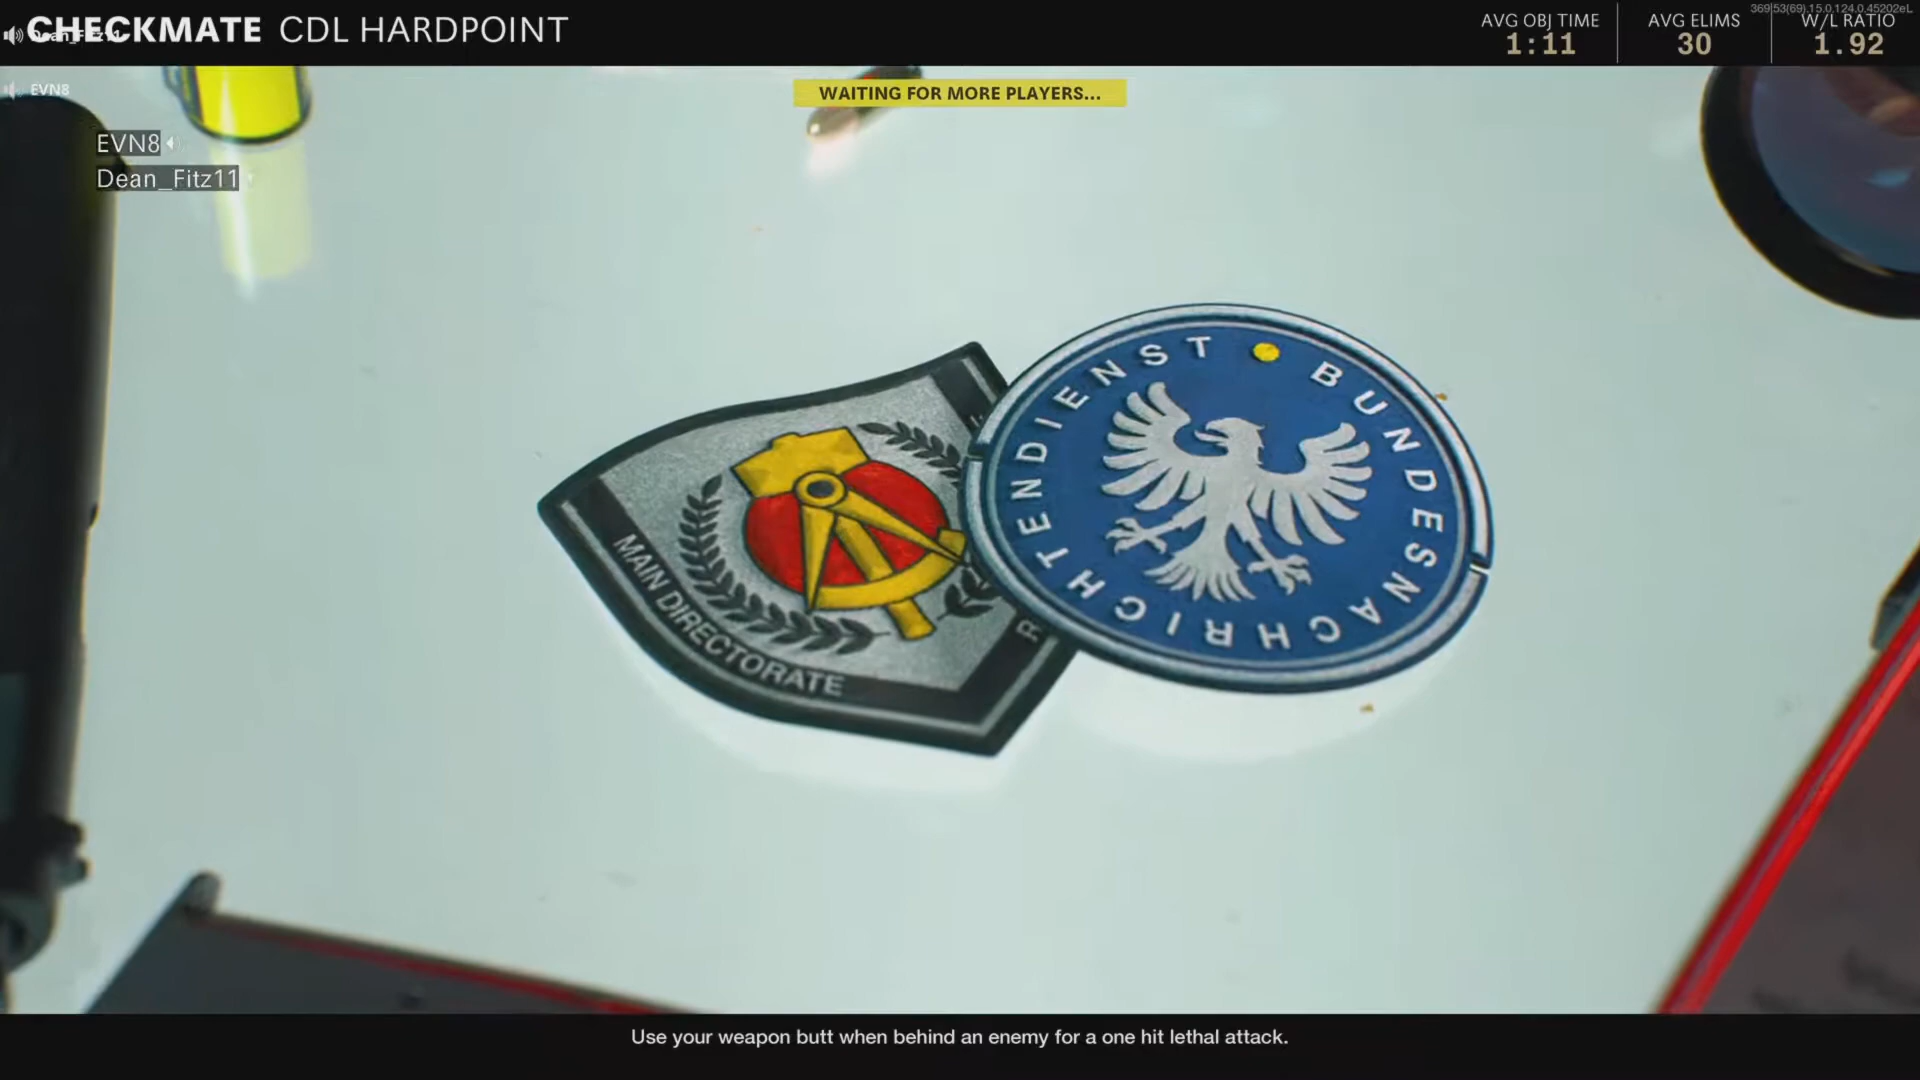 CHECKMATE CDL HARDPOINT
AVG OBJ TIME
1:11
AVG ELIMS
30
W/L RATIO
1.92
EVN8
WAITING FOR MORE PLAYERS...
EVN8
Dean_Fitz11
BUNDESNACHRICHTENDIENST
MAIN DIRECTORATE
R
Use your weapon butt when behind an enemy for a one hit lethal attack.